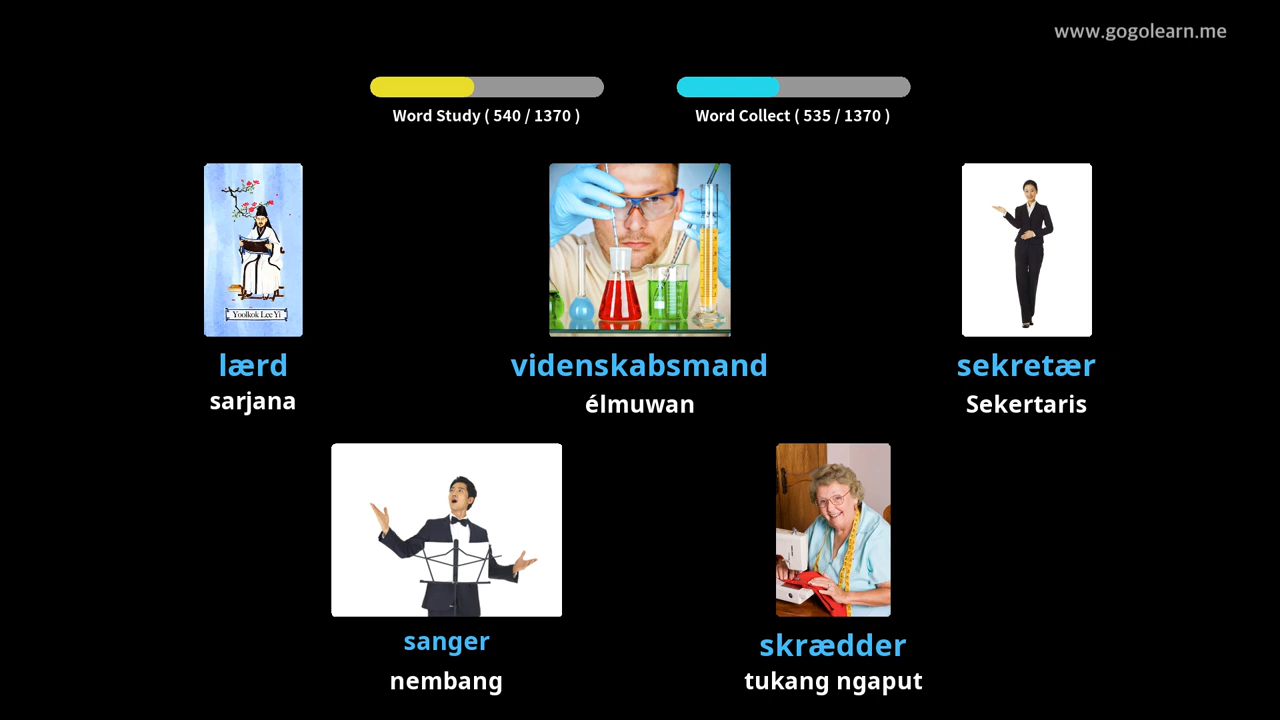 www.gogolearn.me
Word Study ( 540 / 1370 )
Word Collect ( 535 / 1370 )
Yoolkok Lee Yi
lærd
videnskabsmand
sekretær
sarjana
élmuwan
Sekertaris
sanger
skrædder
nembang
tukang ngaput